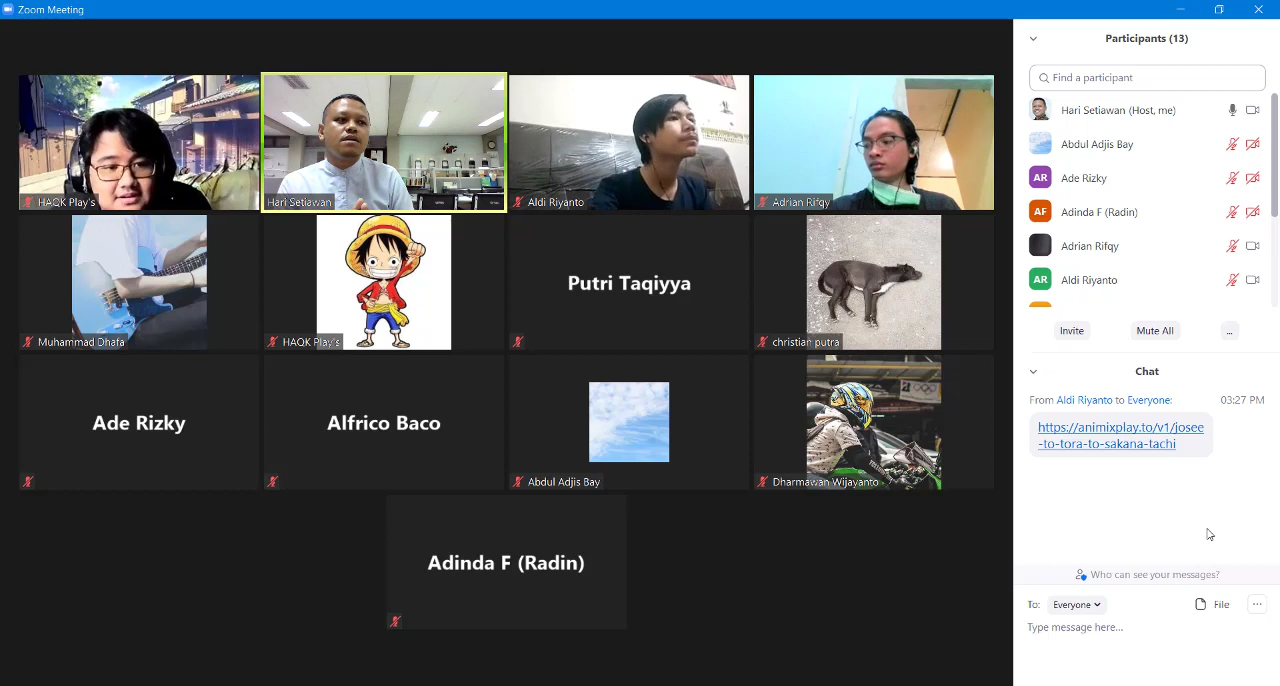 Zoom Meeting
Participants (13)
Find a participant
Hari Setiawan (Host, me)
Abdul Adjis Bay
AR
Ade Rizky
AF
Adinda F (Radin)
Adrian Rifqy
AR
Aldi Riyanto
Invite
Mute All
...
Chat
From Aldi Riyanto to Everyone:
03:27 PM
https://animixplay.to/v1/josee
-to-tora-to-sakana-tachi
Who can see your messages?
To:
Everyone
File
Type message here...
HAQK Play's
Hari Setiawan
Aldi Riyanto
Adrian Rifqy
Muhammad Dhafa
HAQK Play's
Putri Taqiyya
christian putra
Ade Rizky
Alfrico Baco
Abdul Adjis Bay
Dharmawan Wijayanto
Adinda F (Radin)